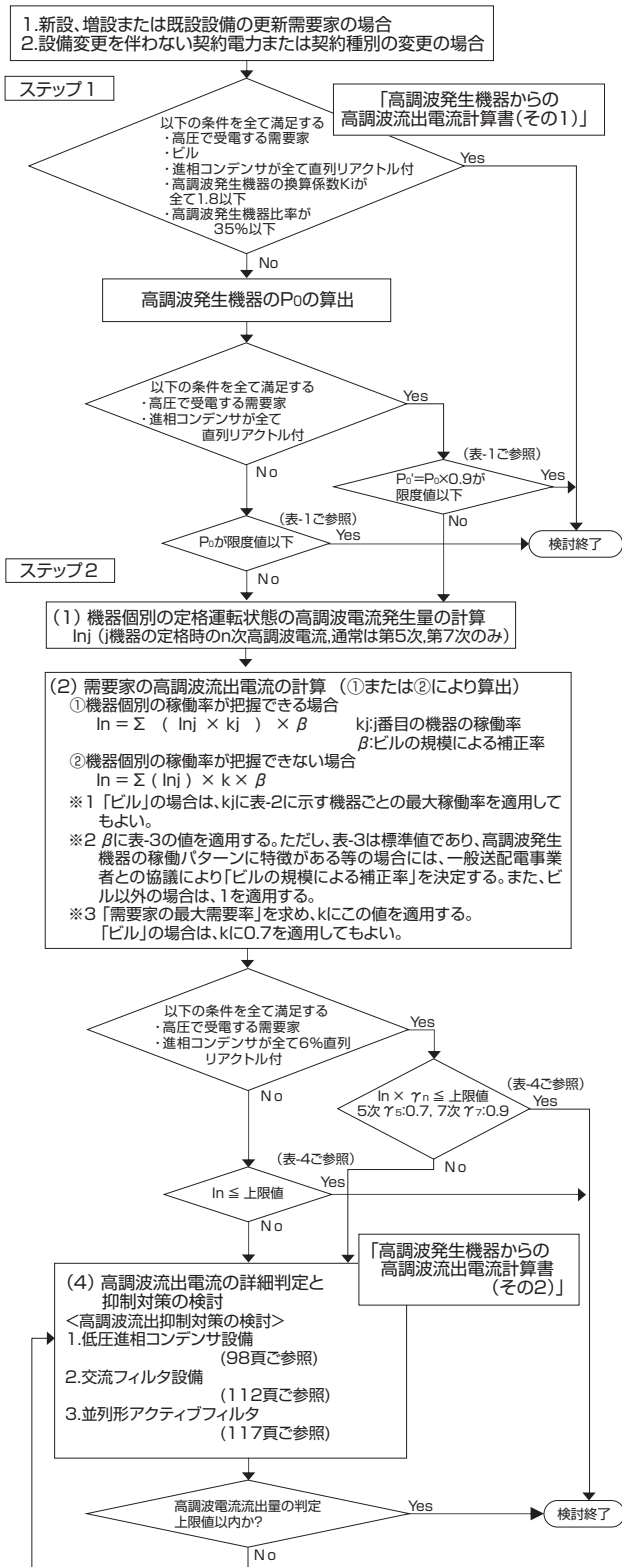 1.新設、増設または既設設備の更新需要家の場合
2.設備変更を伴わない契約電力または契約種別の変更の場合
ステップ1
「高調波発生機器からの
高調波流出電流計算書(その1)」
以下の条件を全て満足する
・高圧で受電する需要家
・ビル
・進相コンデンサが全て直列リアクトル付
・高調波発生機器の換算係数Kiが
全て1.8以下
・高調波発生機器比率が
35%以下
Yes
No
高調波発生機器のP0の算出
以下の条件を全て満足する
・高圧で受電する需要家
・進相コンデンサが全て
直列リアクトル付
Yes
No
(表-1ご参照)
P0'=P0×0.9が
限度値以下
Yes
No
(表-1ご参照)
P0が限度値以下
Yes
検討終了
No
ステップ2
(1) 機器個別の定格運転状態の高調波電流発生量の計算
Inj (j機器の定格時のn次高調波電流,通常は第5次,第7次のみ)
(2) 需要家の高調波流出電流の計算 (①または②により算出)
①機器個別の稼働率が把握できる場合
In = Σ ( Inj × kj ) × β kj:j番目の機器の稼働率
β:ビルの規模による補正率
②機器個別の稼働率が把握できない場合
In = Σ ( Inj ) × k × β
※1 「ビル」の場合は、kjに表-2に示す機器ごとの最大稼働率を適用して
もよい。
※2 βに表-3の値を適用する。ただし、表-3は標準値であり、高調波発生
機器の稼働パターンに特徴がある等の場合には、一般送配電事業
者との協議により「ビルの規模による補正率」を決定する。また、ビ
ル以外の場合は、1を適用する。
※3 「需要家の最大需要率」を求め、kにこの値を適用する。
「ビル」の場合は、kに0.7を適用してもよい。
以下の条件を全て満足する
・高圧で受電する需要家
・進相コンデンサが全て6%直列
リアクトル付
Yes
No
In × γn ≦ 上限値
5次 γ5:0.7, 7次 γ7:0.9
(表-4ご参照)
Yes
No
(表-4ご参照)
In ≦ 上限値
Yes
No
「高調波発生機器からの
高調波流出電流計算書
(その2)」
(4) 高調波流出電流の詳細判定と
抑制対策の検討
<高調波流出抑制対策の検討>
1.低圧進相コンデンサ設備
(98頁ご参照)
2.交流フィルタ設備
(112頁ご参照)
3.並列形アクティブフィルタ
(117頁ご参照)
高調波電流流出量の判定
上限値以内か?
Yes
検討終了
No